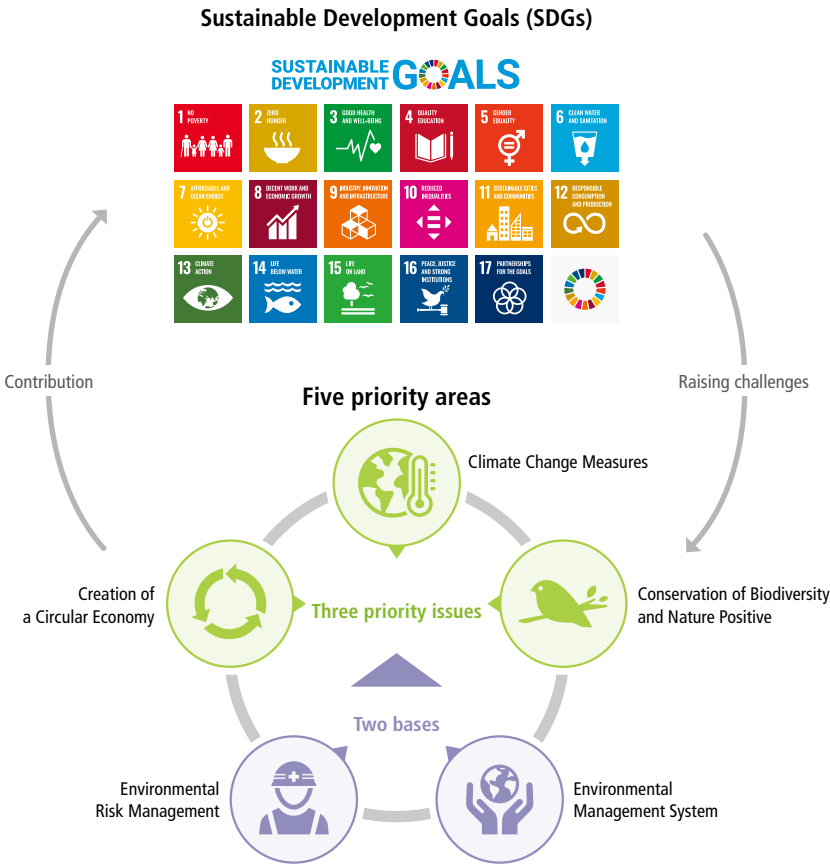 Sustainable Development Goals (SDGs)
SUSTAINABLE
DEVELOPMENT
GOALS
1 NO
POVERTY
2 ZERO
HUNGER
3 GOOD HEALTH
AND WELL-BEING
4 QUALITY
EDUCATION
5 GENDER
EQUALITY
6 CLEAN WATER
AND SANITATION
7 AFFORDABLE AND
CLEAN ENERGY
8 DECENT WORK AND
ECONOMIC GROWTH
9 INDUSTRY, INNOVATION
AND INFRASTRUCTURE
10 REDUCED
INEQUALITIES
11 SUSTAINABLE CITIES
AND COMMUNITIES
12 RESPONSIBLE
CONSUMPTION
AND PRODUCTION
13 CLIMATE
ACTION
14 LIFE
BELOW WATER
15 LIFE
ON LAND
16 PEACE, JUSTICE
AND STRONG
INSTITUTIONS
17 PARTNERSHIPS
FOR THE GOALS
Contribution
Raising challenges
Five priority areas
Climate Change Measures
Creation of
a Circular Economy
Three priority issues
Conservation of Biodiversity
and Nature Positive
Two bases
Environmental
Risk Management
Environmental
Management System